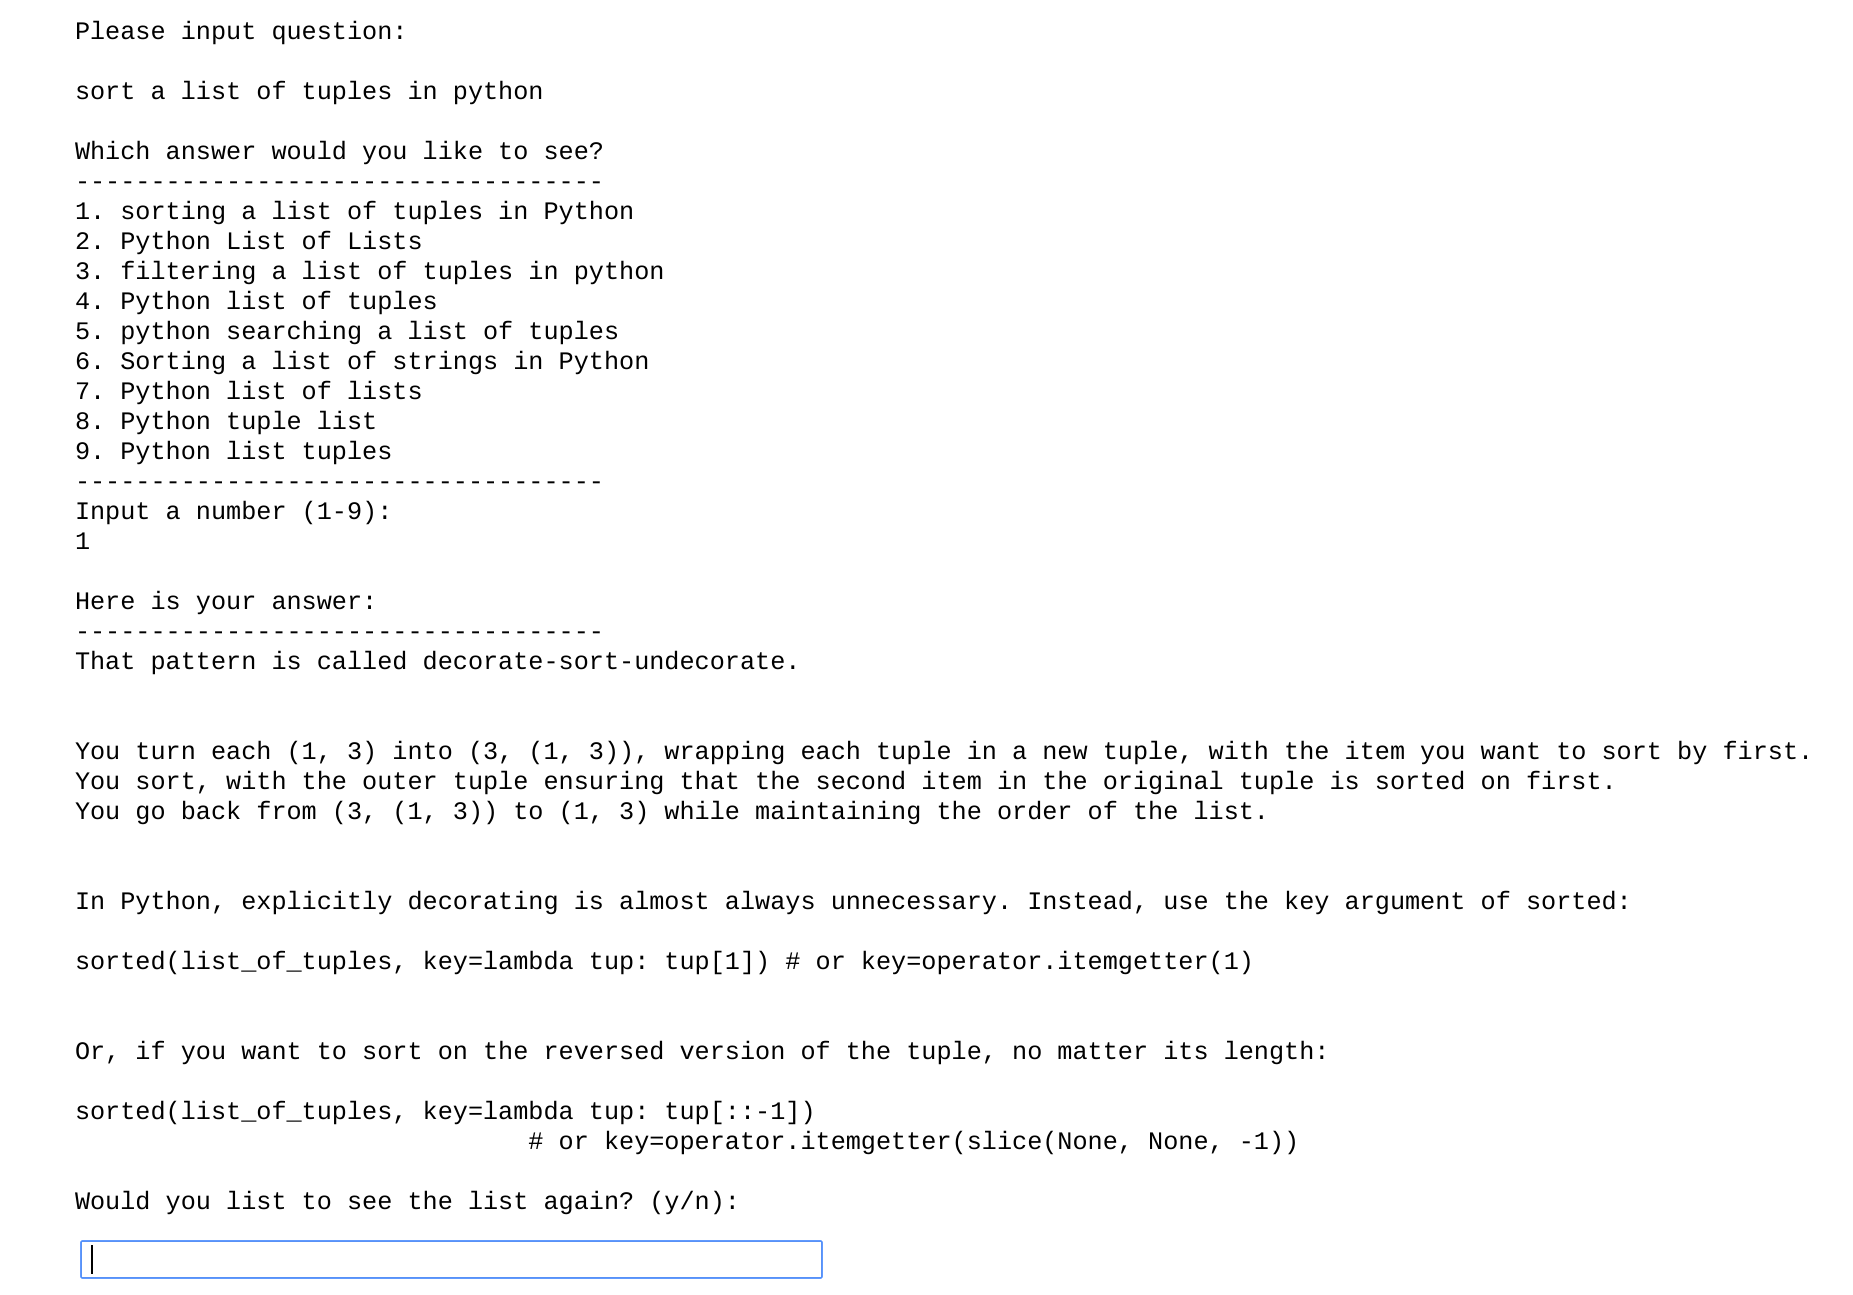 Please input question:
sort a list of tuples in python
Which answer would you like to see?
-----------------------------------
1. sorting a list of tuples in Python
2. Python List of Lists
3. filtering a list of tuples in python
4. Python list of tuples
5. python searching a list of tuples
6. Sorting a list of strings in Python
7. Python list of lists
8. Python tuple list
9. Python list tuples
-----------------------------------
Input a number (1-9):
1
Here is your answer:
-----------------------------------
That pattern is called decorate-sort-undecorate.
You turn each (1, 3) into (3, (1, 3)), wrapping each tuple in a new tuple, with the item you want to sort by first.
You sort, with the outer tuple ensuring that the second item in the original tuple is sorted on first.
You go back from (3, (1, 3)) to (1, 3) while maintaining the order of the list.
In Python, explicitly decorating is almost always unnecessary. Instead, use the key argument of sorted:
sorted(list_of_tuples, key=lambda tup: tup[1]) # or key=operator.itemgetter(1)
Or, if you want to sort on the reversed version of the tuple, no matter its length:
sorted(list_of_tuples, key=lambda tup: tup[::-1])
# or key=operator.itemgetter(slice(None, None, -1))
Would you list to see the list again? (y/n):